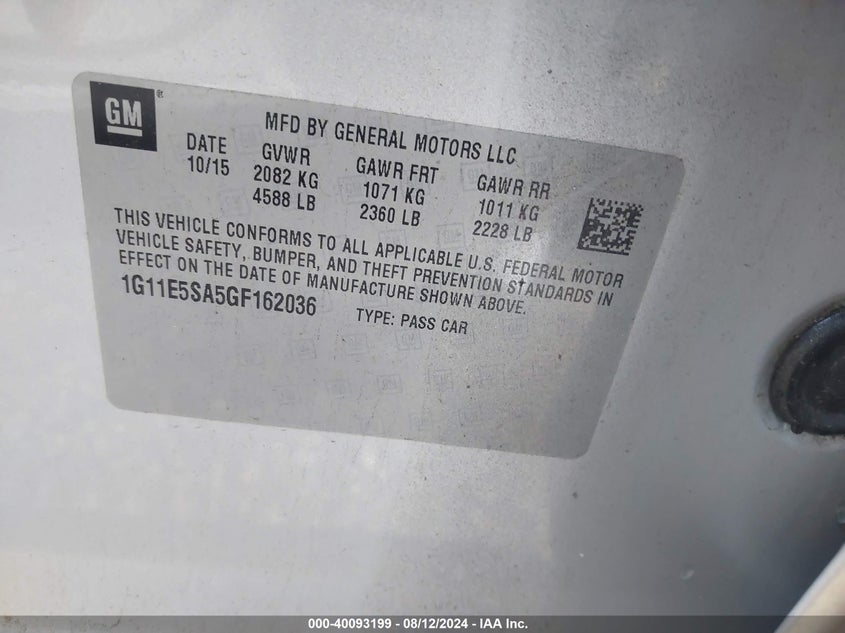 GM®
MFD BY GENERAL MOTORS LLC
DATE GVWR GAWR FRT GAWR RR
10/15 2082 KG 1071 KG 1011 KG
4588 LB 2360 LB 2228 LB
THIS VEHICLE CONFORMS TO ALL APPLICABLE U.S. FEDERAL MOTOR
VEHICLE SAFETY, BUMPER, AND THEFT PREVENTION STANDARDS IN
EFFECT ON THE DATE OF MANUFACTURE SHOWN ABOVE.
1G11E5SA5GF162036 TYPE: PASS CAR
000-40093199 - 08/12/2024 - IAA Inc.